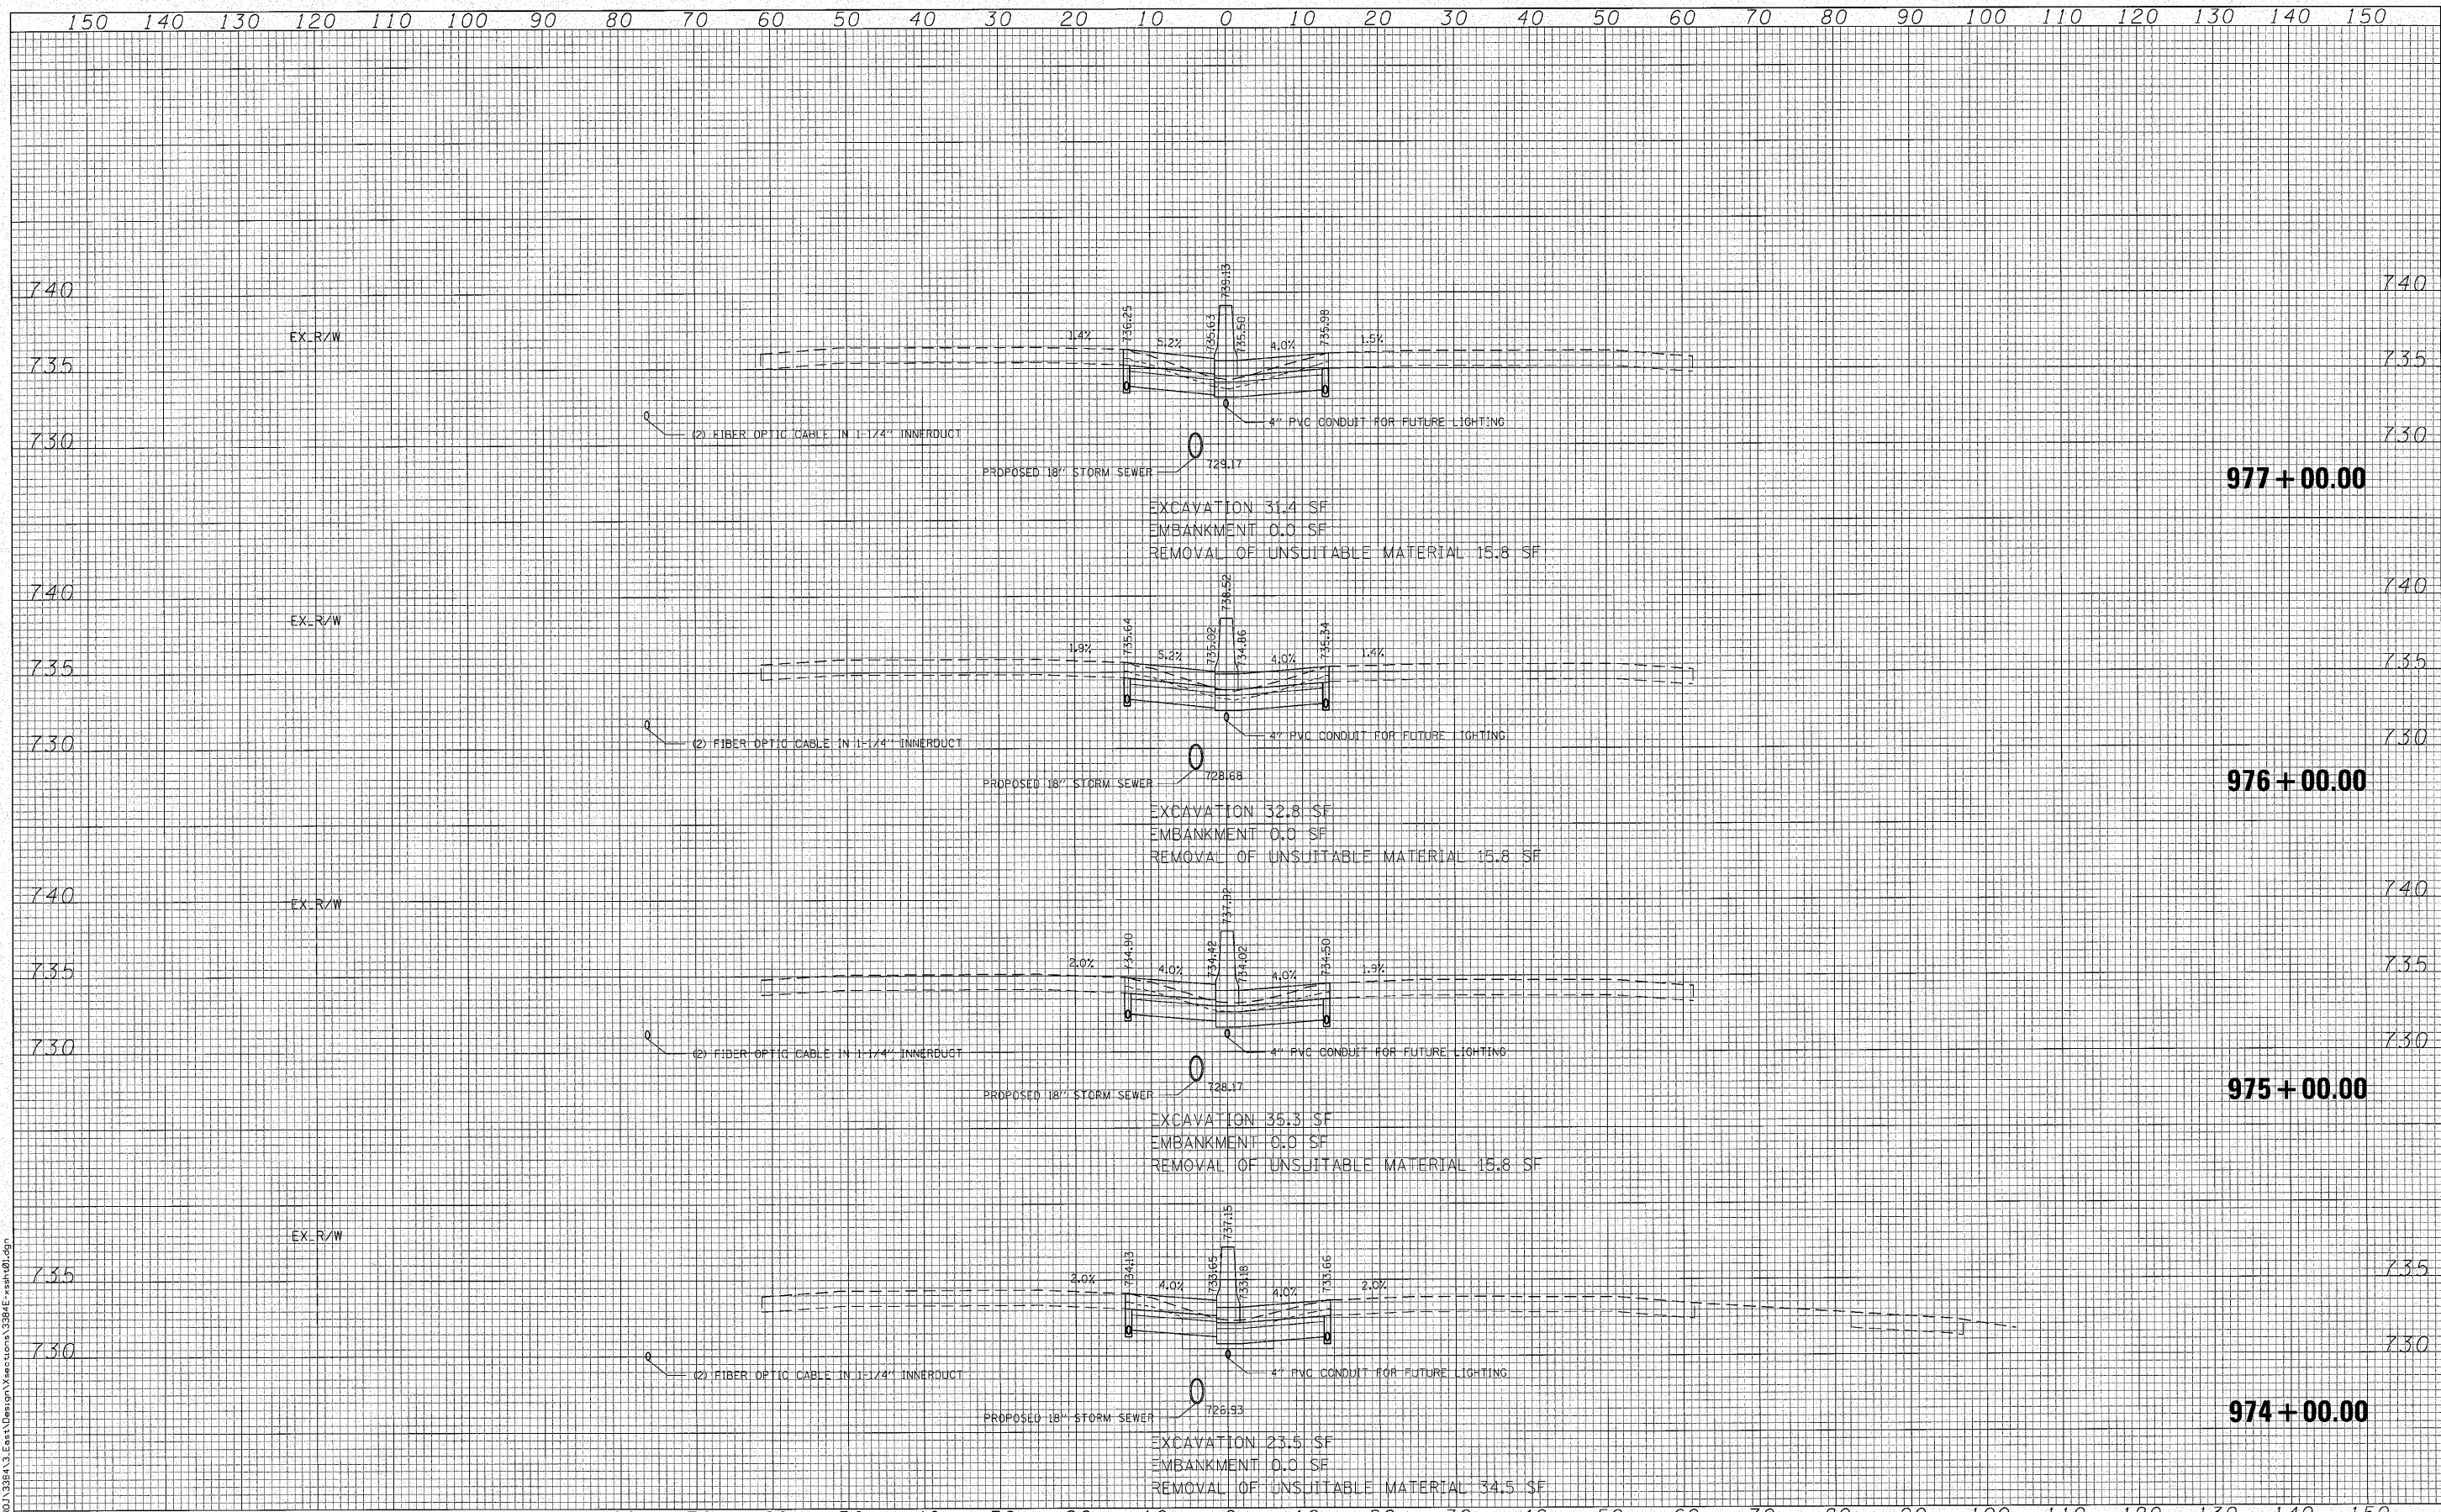 150 140 130 120 110 100 90 80 70 60 50 40 30 20 10 0 10 20 30 40 50 60 70 80 90 100 110 120 130 140 150
739.13
740 740
736.25 735.63 735.50 735.98
EX_R/W 1.4% 5.2% 4.0% 1.5%
735 735
(2) FIBER OPTIC CABLE IN 1-1/4" INNERDUCT
4" PVC CONDUIT FOR FUTURE LIGHTING
730 730
PROPOSED 18" STORM SEWER 729.17
977+00.00
EXCAVATION 31.4 SF
EMBANKMENT 0.0 SF
REMOVAL OF UNSUITABLE MATERIAL 15.8 SF
738.52
740 740
735.64 735.02 734.86 735.34
EX_R/W 1.9% 5.2% 4.0% 1.4%
735 735
(2) FIBER OPTIC CABLE IN 1-1/4" INNERDUCT
4" PVC CONDUIT FOR FUTURE LIGHTING
730 730
PROPOSED 18" STORM SEWER 728.68
976+00.00
EXCAVATION 32.8 SF
EMBANKMENT 0.0 SF
REMOVAL OF UNSUITABLE MATERIAL 15.8 SF
740 740
737.92
EX_R/W
734.90 734.42 734.02 734.50
2.0% 4.0% 4.0% 1.9%
735 735
(2) FIBER OPTIC CABLE IN 1-1/4" INNERDUCT
4" PVC CONDUIT FOR FUTURE LIGHTING
730 730
PROPOSED 18" STORM SEWER 728.17
975+00.00
EXCAVATION 35.3 SF
EMBANKMENT 0.0 SF
REMOVAL OF UNSUITABLE MATERIAL 15.8 SF
737.15
EX_R/W
734.13 733.65 733.18 733.66
2.0% 4.0% 4.0% 2.0%
735 735
730 730
(2) FIBER OPTIC CABLE IN 1-1/4" INNERDUCT
4" PVC CONDUIT FOR FUTURE LIGHTING
PROPOSED 18" STORM SEWER
974+00.00
EXCAVATION 23.5 SF
EMBANKMENT 0.0 SF
REMOVAL OF UNSUITABLE MATERIAL 34.5 SF
\3384\3_East\Design\Xsections\3384E-xssht01.dgn